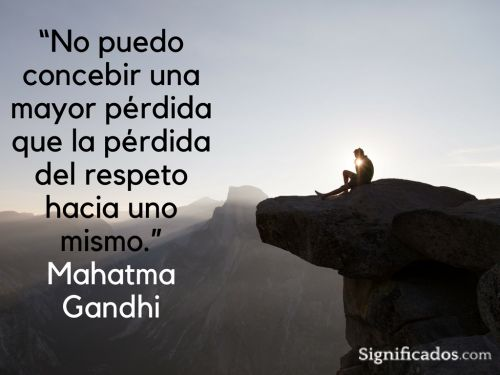 “No puedo
concebir una
mayor pérdida
que la pérdida
del respeto
hacia uno
mismo.”
Mahatma
Gandhi
Significados.com